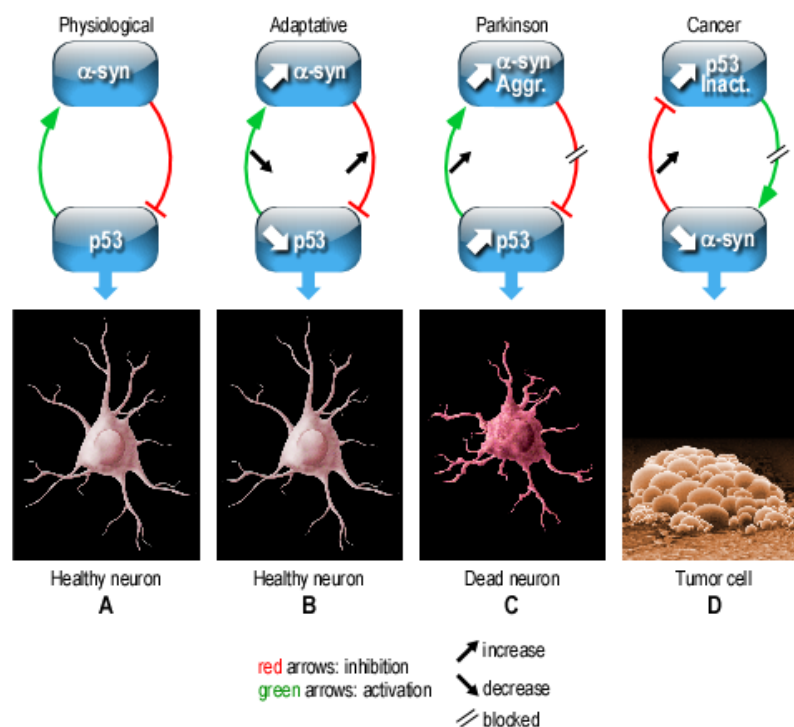 Physiological
Adaptative
Parkinson
Cancer
α-syn
α-syn
α-syn
Aggr.
p53
Inact.
p53
p53
p53
α-syn
Healthy neuron
Healthy neuron
Dead neuron
Tumor cell
A
B
C
D
red arrows: inhibition
green arrows: activation
increase
decrease
blocked